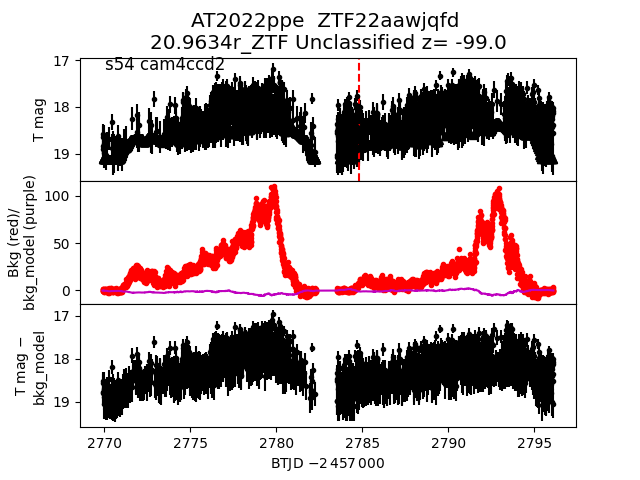 AT2022ppe  ZTF22aawjqfd
20.9634r_ZTF Unclassified z= -99.0
s54 cam4ccd2
T mag
17
18
19
Bkg (red)/
bkg_model (purple)
100
50
0
T mag −
bkg_model
17
18
19
2770
2775
2780
2785
2790
2795
BTJD −2 457 000